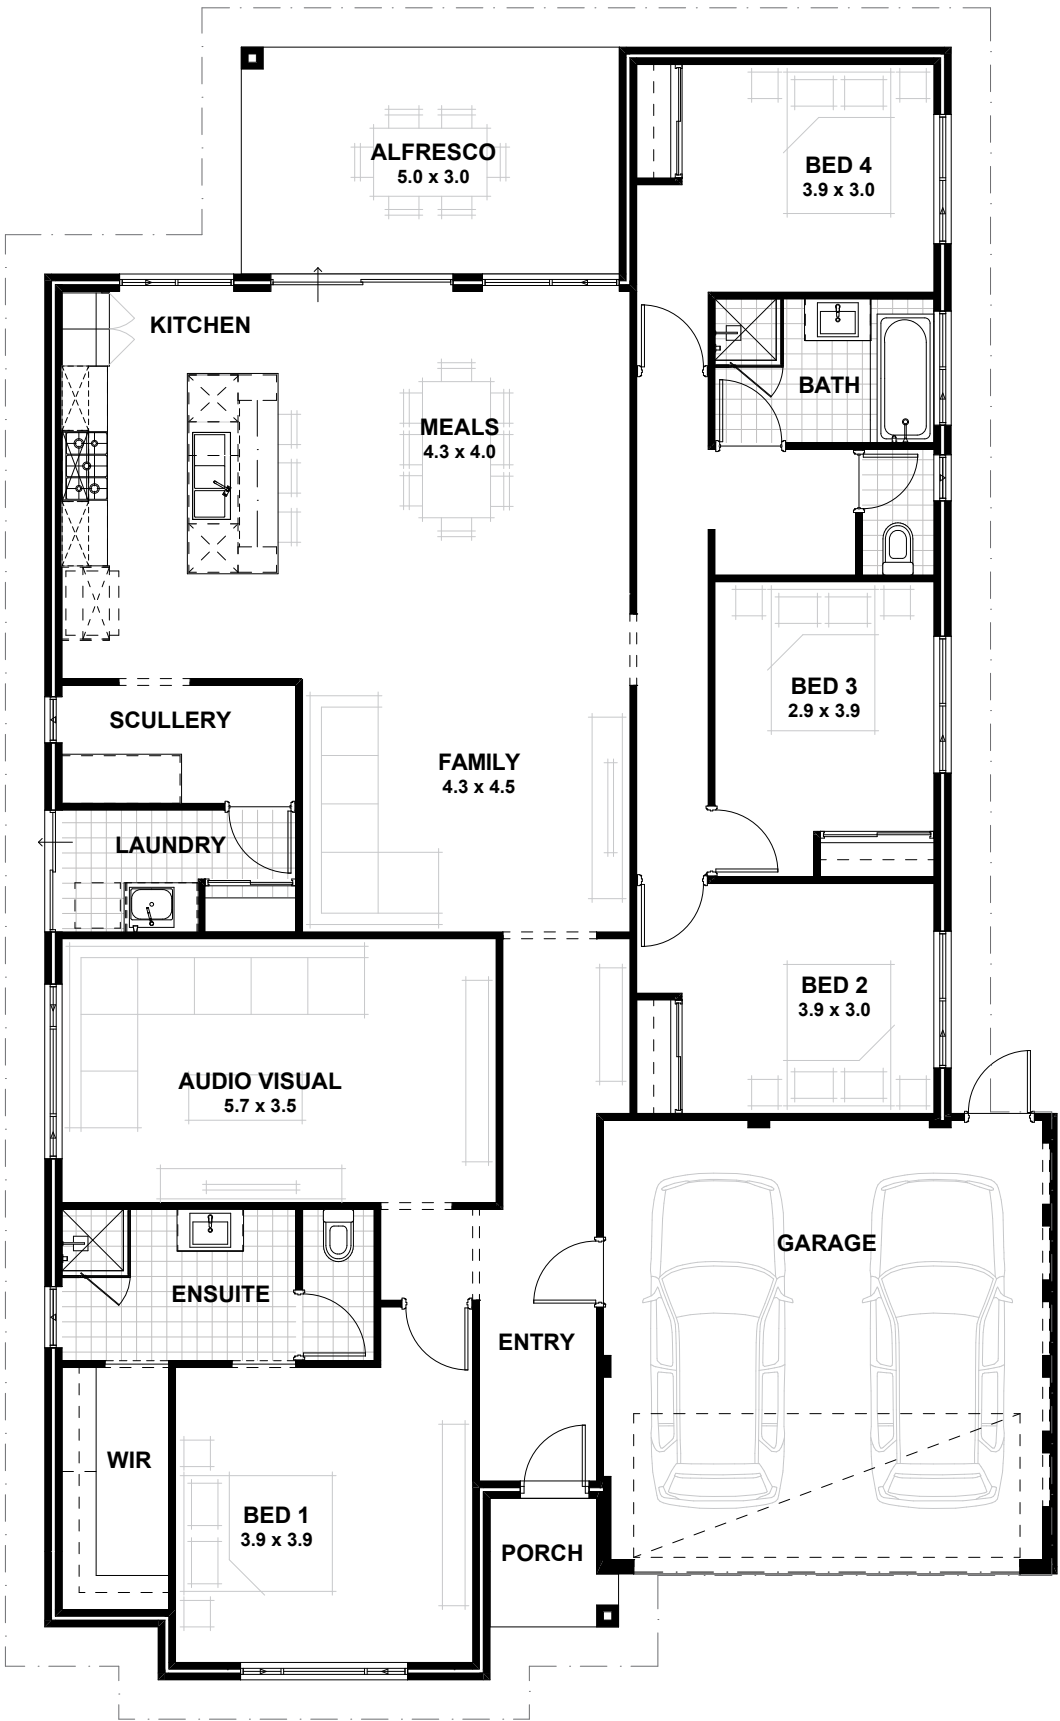 ALFRESCO
5.0 x 3.0
BED 4
3.9 x 3.0
KITCHEN
BATH
MEALS
4.3 x 4.0
BED 3
2.9 x 3.9
SCULLERY
FAMILY
4.3 x 4.5
LAUNDRY
BED 2
3.9 x 3.0
AUDIO VISUAL
5.7 x 3.5
GARAGE
ENSUITE
ENTRY
WIR
BED 1
3.9 x 3.9
PORCH